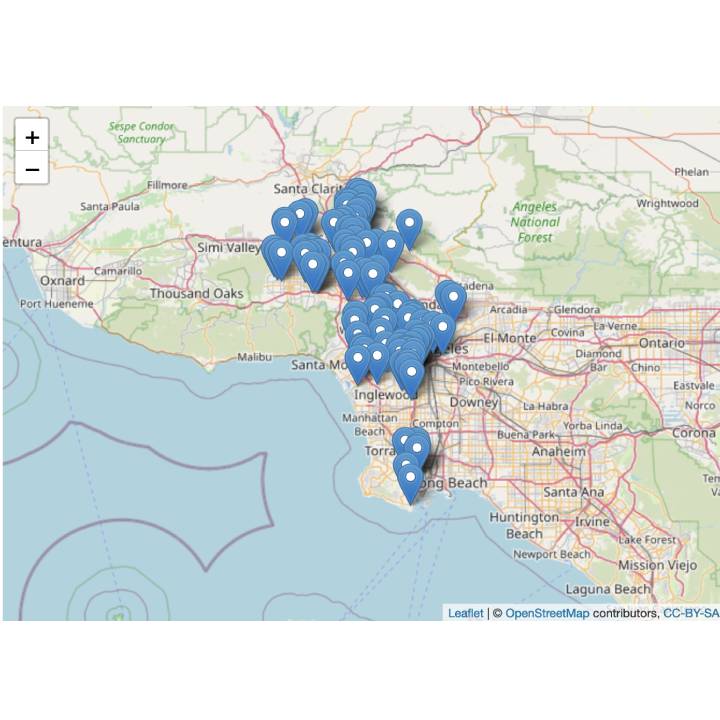 +
−
Sespe Condor
Sanctuary
Phelan
Fillmore
Santa Clarit
Wrightwood
Santa Paula
Angeles
National
Forest
entura
Simi Valley
Camarillo
Oxnard
Port Hueneme
Thousand Oaks
adena
Arcadia
Glendora
La-Verne
Covina
El-Monte
Ontario
Diamond
Bar
Chino
Malibu
Santa Mo
eles
Montebello
Pico Rivera
Eastvale
Inglewood
Downey
La Habra
Norco
Manhattan
Beach
Compton
Yorba Linda
Buena Park
Corona
Torra
Anaheim
ong Beach
Santa Ana
Huntington
Beach
Irvine
Lake Forest
Newport Beach
Mission Viejo
Laguna Beach
Leaflet | © OpenStreetMap contributors, CC-BY-SA